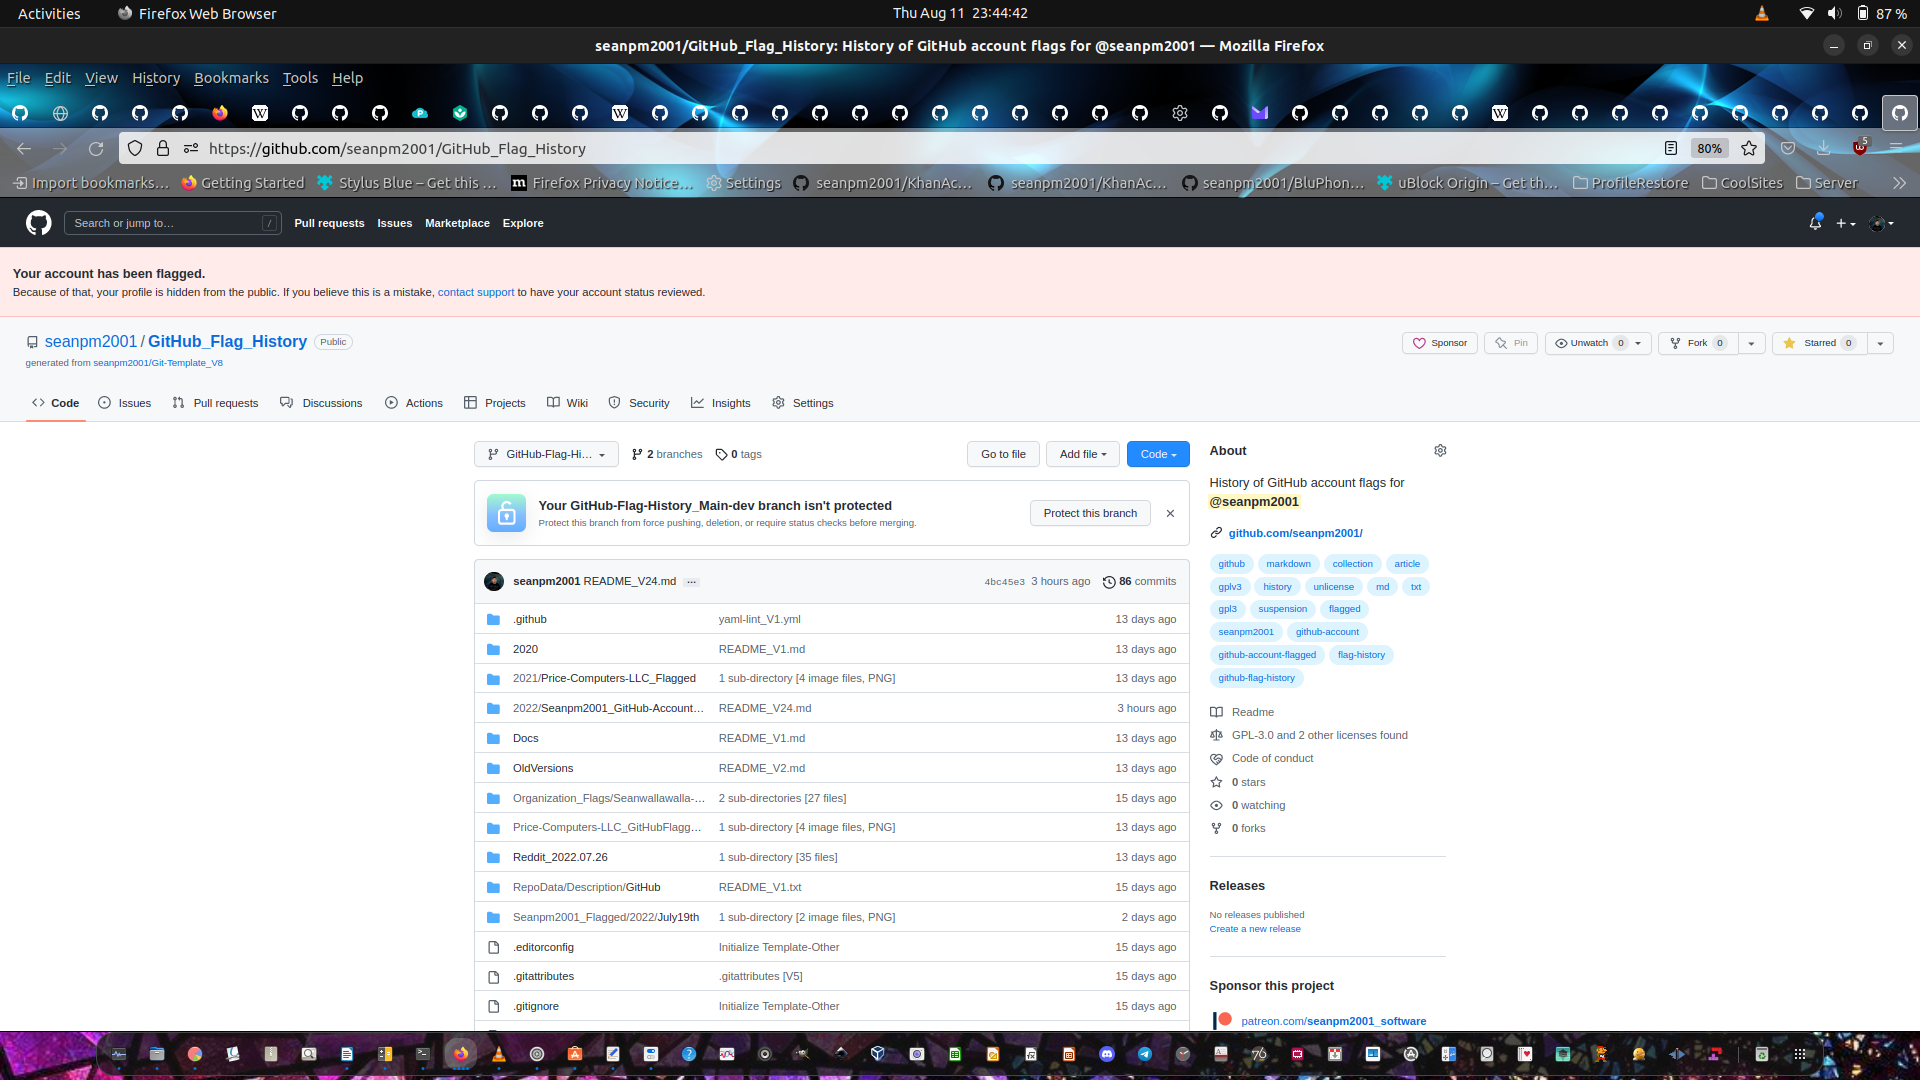 Activities
Firefox Web Browser
Thu Aug 11 23:44:42
87 %
seanpm2001/GitHub_Flag_History: History of GitHub account flags for @seanpm2001 — Mozilla Firefox
File Edit View History Bookmarks Tools Help
https://github.com/seanpm2001/GitHub_Flag_History
80%
5
Import bookmarks… Getting Started Stylus Blue – Get this … Firefox Privacy Notice… Settings seanpm2001/KhanAc… seanpm2001/KhanAc… seanpm2001/BluPhon… uBlock Origin – Get th… ProfileRestore CoolSites Server
Search or jump to… /
Pull requests Issues Marketplace Explore
Your account has been flagged.
Because of that, your profile is hidden from the public. If you believe this is a mistake, contact support to have your account status reviewed.
seanpm2001 / GitHub_Flag_History Public
Sponsor Pin Unwatch 0 Fork 0 Starred 0
generated from seanpm2001/Git-Template_V8
Code Issues Pull requests Discussions Actions Projects Wiki Security Insights Settings
GitHub-Flag-Hi… 2 branches 0 tags Go to file Add file Code
Your GitHub-Flag-History_Main-dev branch isn't protected
Protect this branch from force pushing, deletion, or require status checks before merging.
Protect this branch
seanpm2001 README_V24.md … 4bc45e3 3 hours ago 86 commits
.github yaml-lint_V1.yml 13 days ago
2020 README_V1.md 13 days ago
2021/Price-Computers-LLC_Flagged 1 sub-directory [4 image files, PNG] 13 days ago
2022/Seanpm2001_GitHub-Account… README_V24.md 3 hours ago
Docs README_V1.md 13 days ago
OldVersions README_V2.md 13 days ago
Organization_Flags/Seanwallawalla-… 2 sub-directories [27 files] 15 days ago
Price-Computers-LLC_GitHubFlagg… 1 sub-directory [4 image files, PNG] 13 days ago
Reddit_2022.07.26 1 sub-directory [35 files] 13 days ago
RepoData/Description/GitHub README_V1.txt 15 days ago
Seanpm2001_Flagged/2022/July19th 1 sub-directory [2 image files, PNG] 2 days ago
.editorconfig Initialize Template-Other 15 days ago
.gitattributes .gitattributes [V5] 15 days ago
.gitignore Initialize Template-Other 15 days ago
About
History of GitHub account flags for
@seanpm2001
github.com/seanpm2001/
github markdown collection article
gplv3 history unlicense md txt
gpl3 suspension flagged
seanpm2001 github-account
github-account-flagged flag-history
github-flag-history
Readme
GPL-3.0 and 2 other licenses found
Code of conduct
0 stars
0 watching
0 forks
Releases
No releases published
Create a new release
Sponsor this project
patreon.com/seanpm2001_software